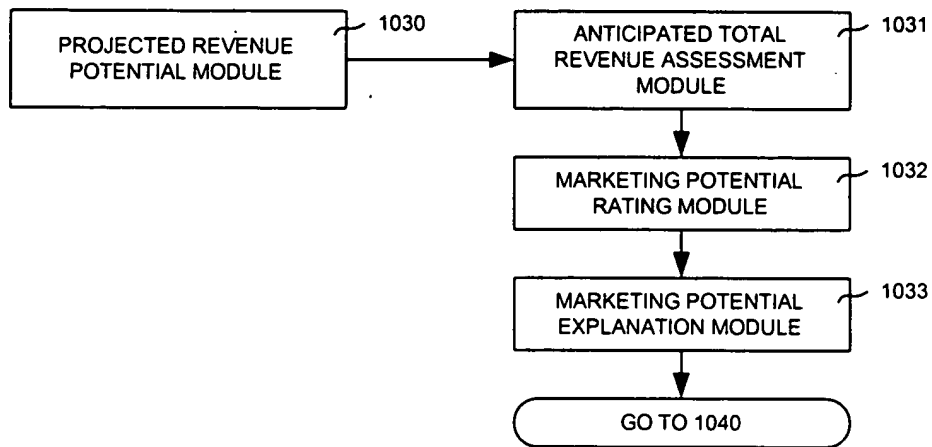 1030
PROJECTED REVENUE
POTENTIAL MODULE
1031
ANTICIPATED TOTAL
REVENUE ASSESSMENT
MODULE
1032
MARKETING POTENTIAL
RATING MODULE
1033
MARKETING POTENTIAL
EXPLANATION MODULE
GO TO 1040